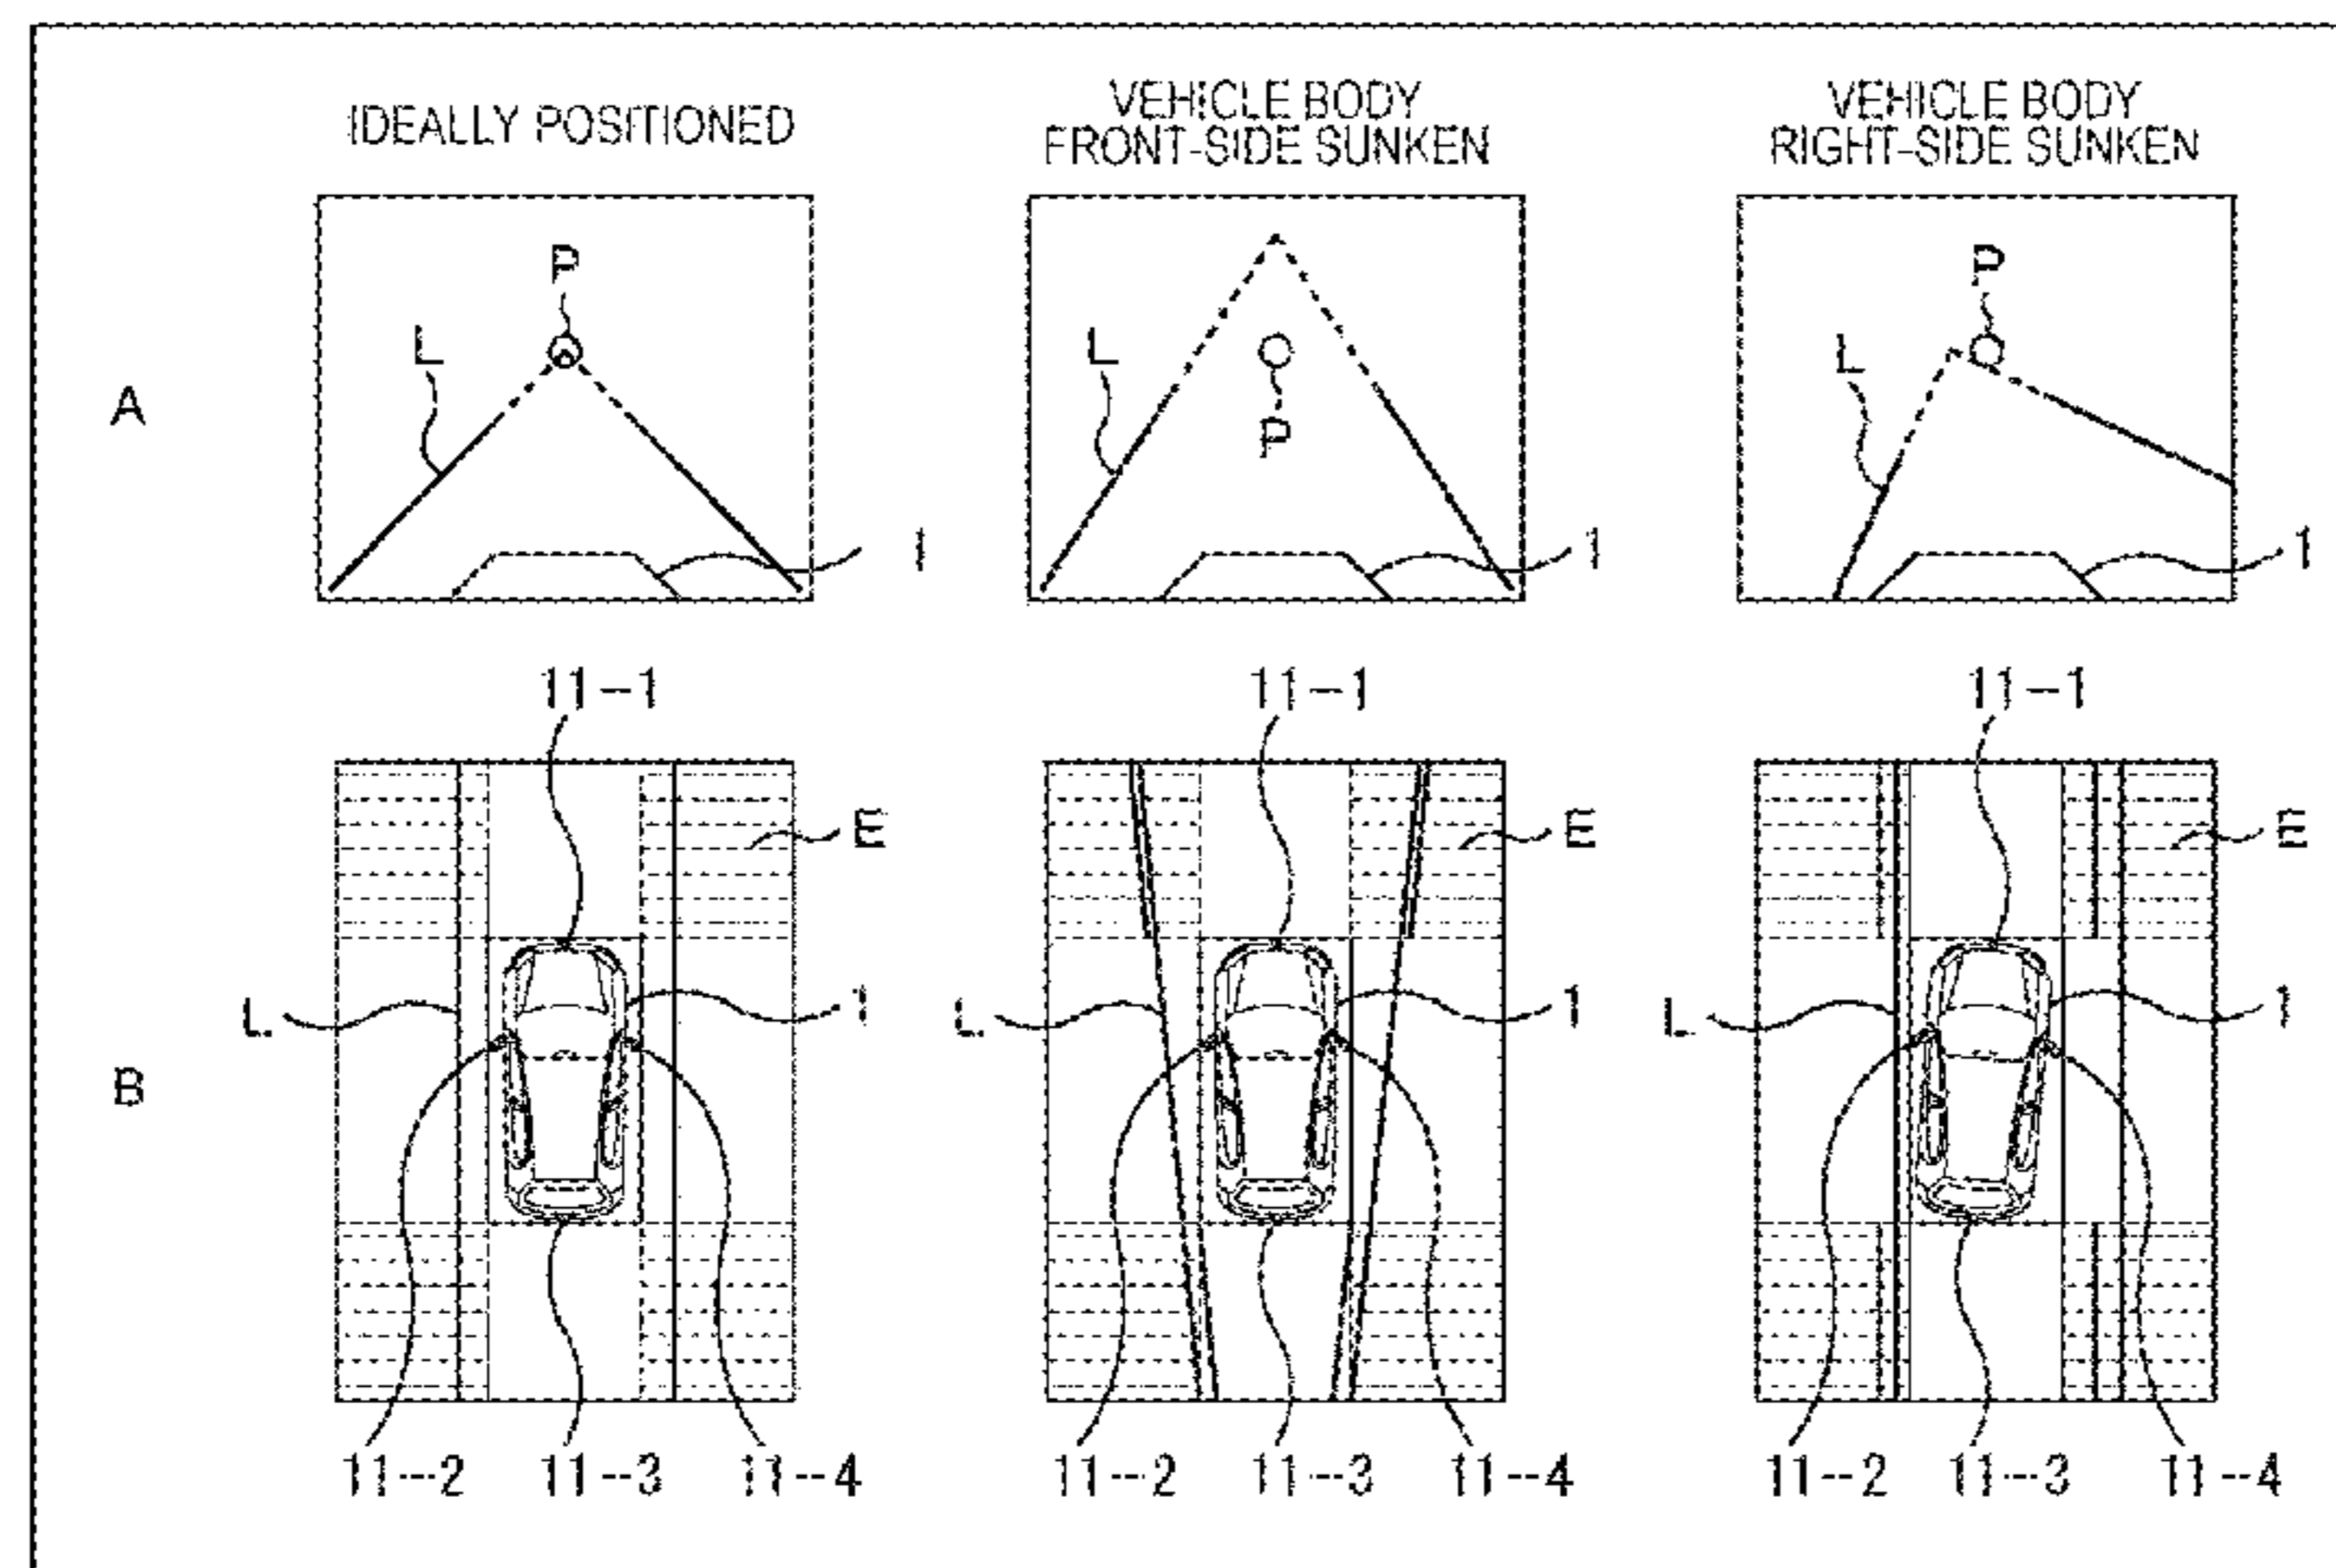 IDEALLY POSITIONED
VEHICLE BODY
FRONT-SIDE SUNKEN
VEHICLE BODY
RIGHT-SIDE SUNKEN
A
P
L
1
L
P
1
P
L
1
B
11-1
E
L
1
11-2
11-3
11-4
11-1
E
L
1
11-2
11-3
11-4
11-1
E
L
1
11-2
11-3
11-4